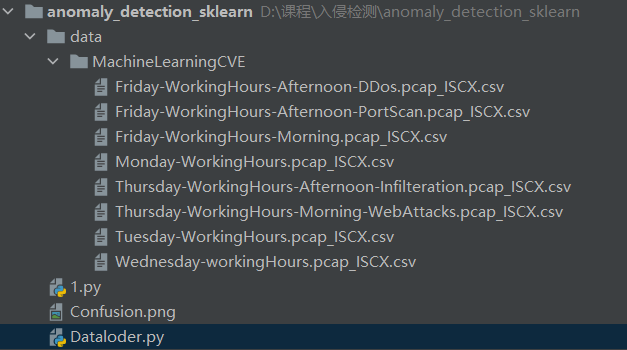 anomaly_detection_sklearn D:\课程\入侵检测\anomaly_detection_sklearn
data
MachineLearningCVE
Friday-WorkingHours-Afternoon-DDos.pcap_ISCX.csv
Friday-WorkingHours-Afternoon-PortScan.pcap_ISCX.csv
Friday-WorkingHours-Morning.pcap_ISCX.csv
Monday-WorkingHours.pcap_ISCX.csv
Thursday-WorkingHours-Afternoon-Infilteration.pcap_ISCX.csv
Thursday-WorkingHours-Morning-WebAttacks.pcap_ISCX.csv
Tuesday-WorkingHours.pcap_ISCX.csv
Wednesday-workingHours.pcap_ISCX.csv
1.py
Confusion.png
Dataloder.py